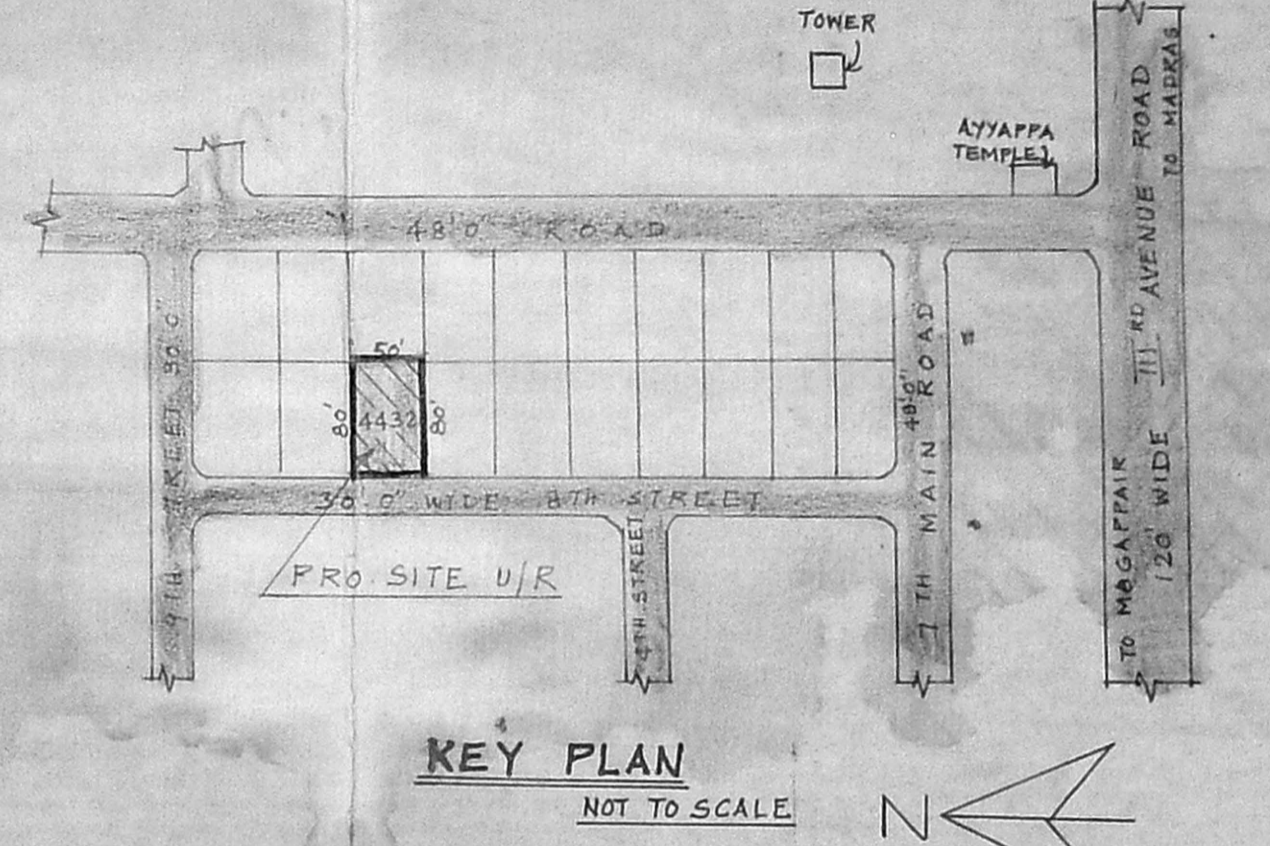 TOWER
AYYAPPA
TEMPLE
48'0" ROAD
III RD AVENUE ROAD
TO MADRAS
TO MOGAPPAIR
120' WIDE
9TH STREET 30'0"
50'
80'
4432
80'
48'-0"
7TH MAIN ROAD
30'-0" WIDE 8TH STREET
4TH STREET
PRO. SITE U/R
KEY PLAN
NOT TO SCALE
N